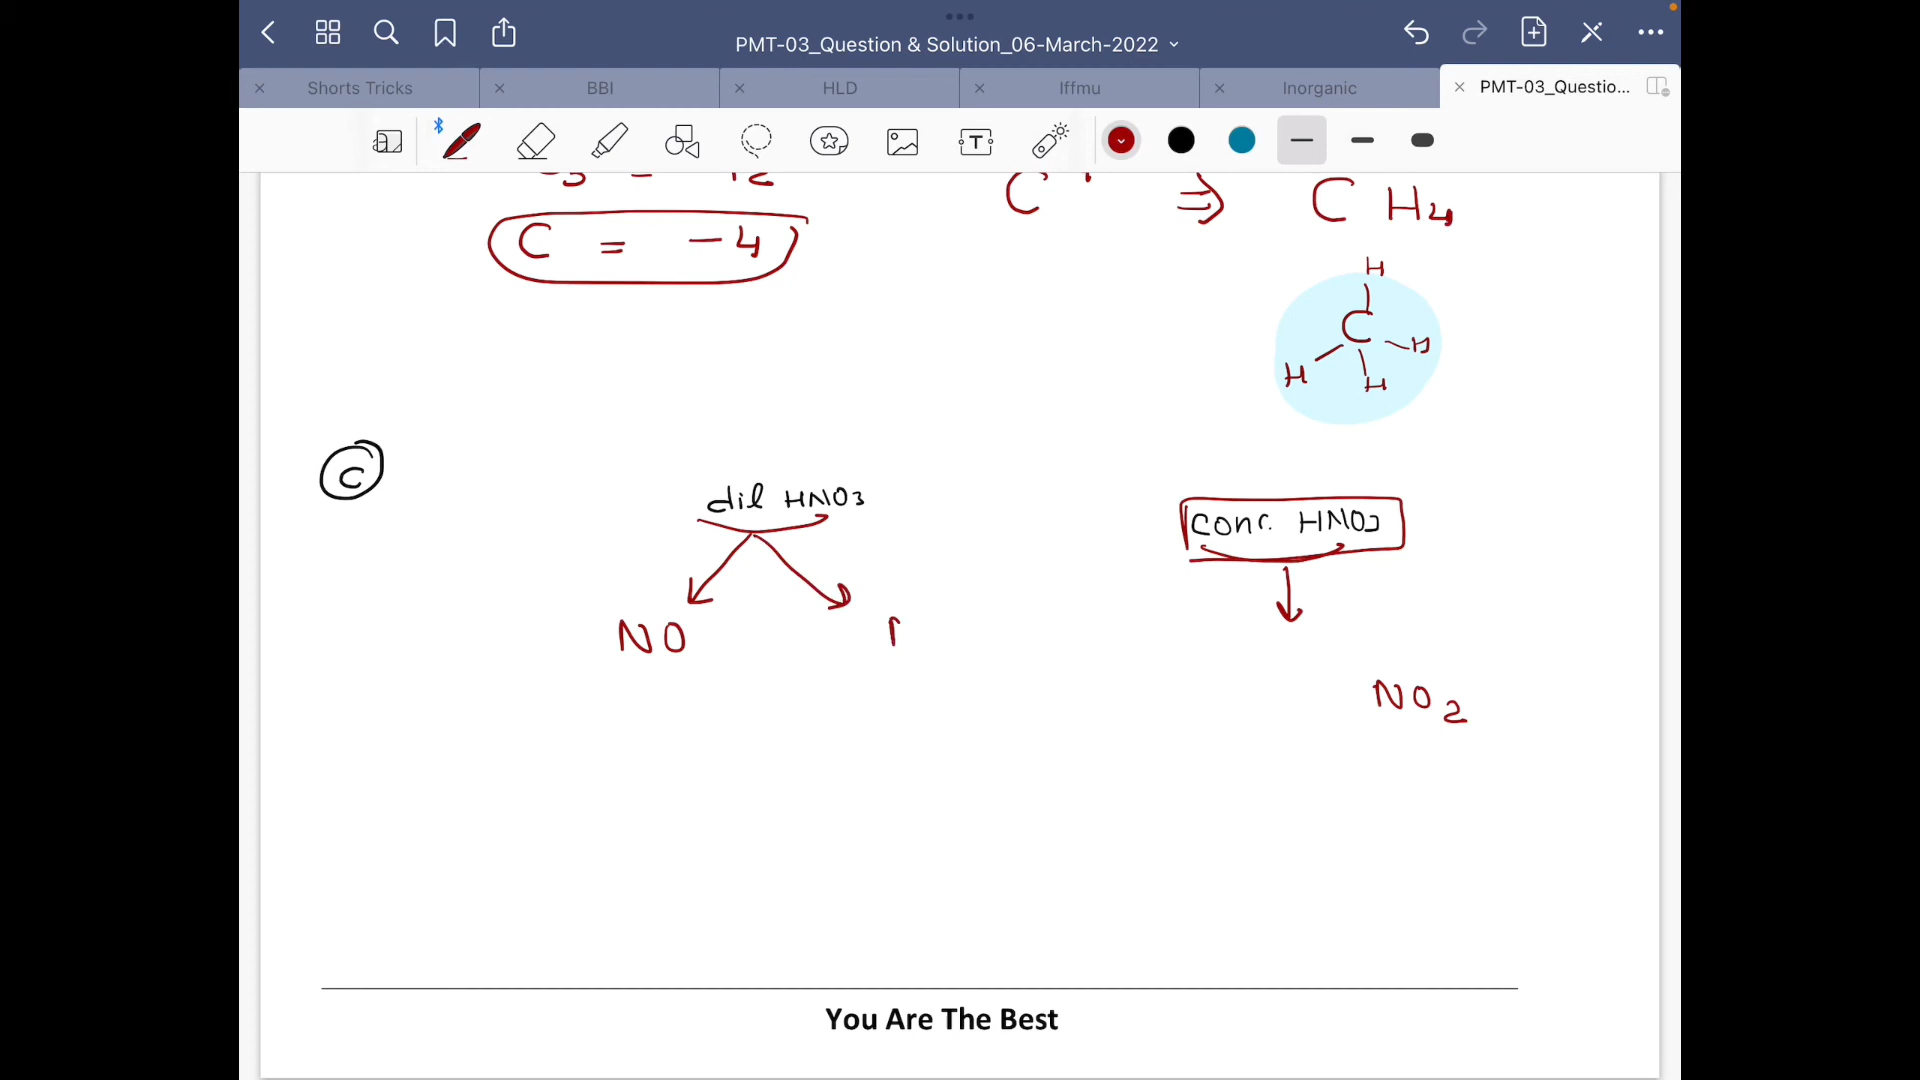 PMT-03_Question & Solution_06-March-2022
Shorts Tricks
BBI
HLD
Iffmu
Inorganic
PMT-03_Questio...
C ⇒ C H4
C = -4
H
C
H H
H
C
dil HNO3
conc. HNO3
NO
NO2
You Are The Best